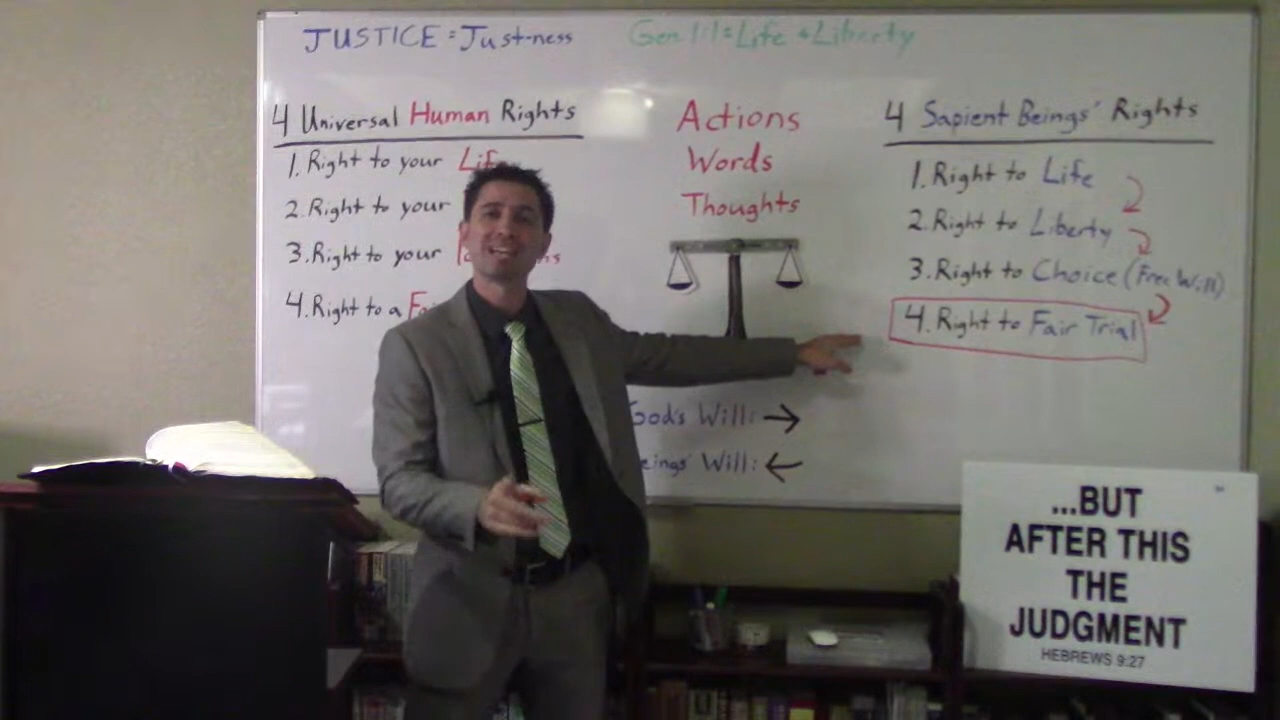 JUSTICE = Just-ness
Gen 1:1 = Life + Liberty
4 Universal Human Rights
1. Right to your
2. Right to your
3. Right to your
4. Right to a
Actions
Words
Thoughts
God's Will: →
Will: ←
4 Sapient Beings' Rights
1. Right to Life
2. Right to Liberty
3. Right to Choice (Free Will)
4. Right to Fair Trial
...BUT
AFTER THIS
THE
JUDGMENT
HEBREWS 9:27